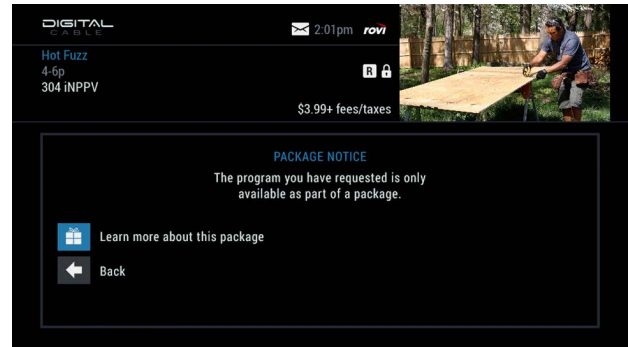 DIGITAL
CABLE
2:01pm rovi
Hot Fuzz
4-6p
R
304 iNPPV
$3.99+ fees/taxes
PACKAGE NOTICE
The program you have requested is only
available as part of a package.
Learn more about this package
Back